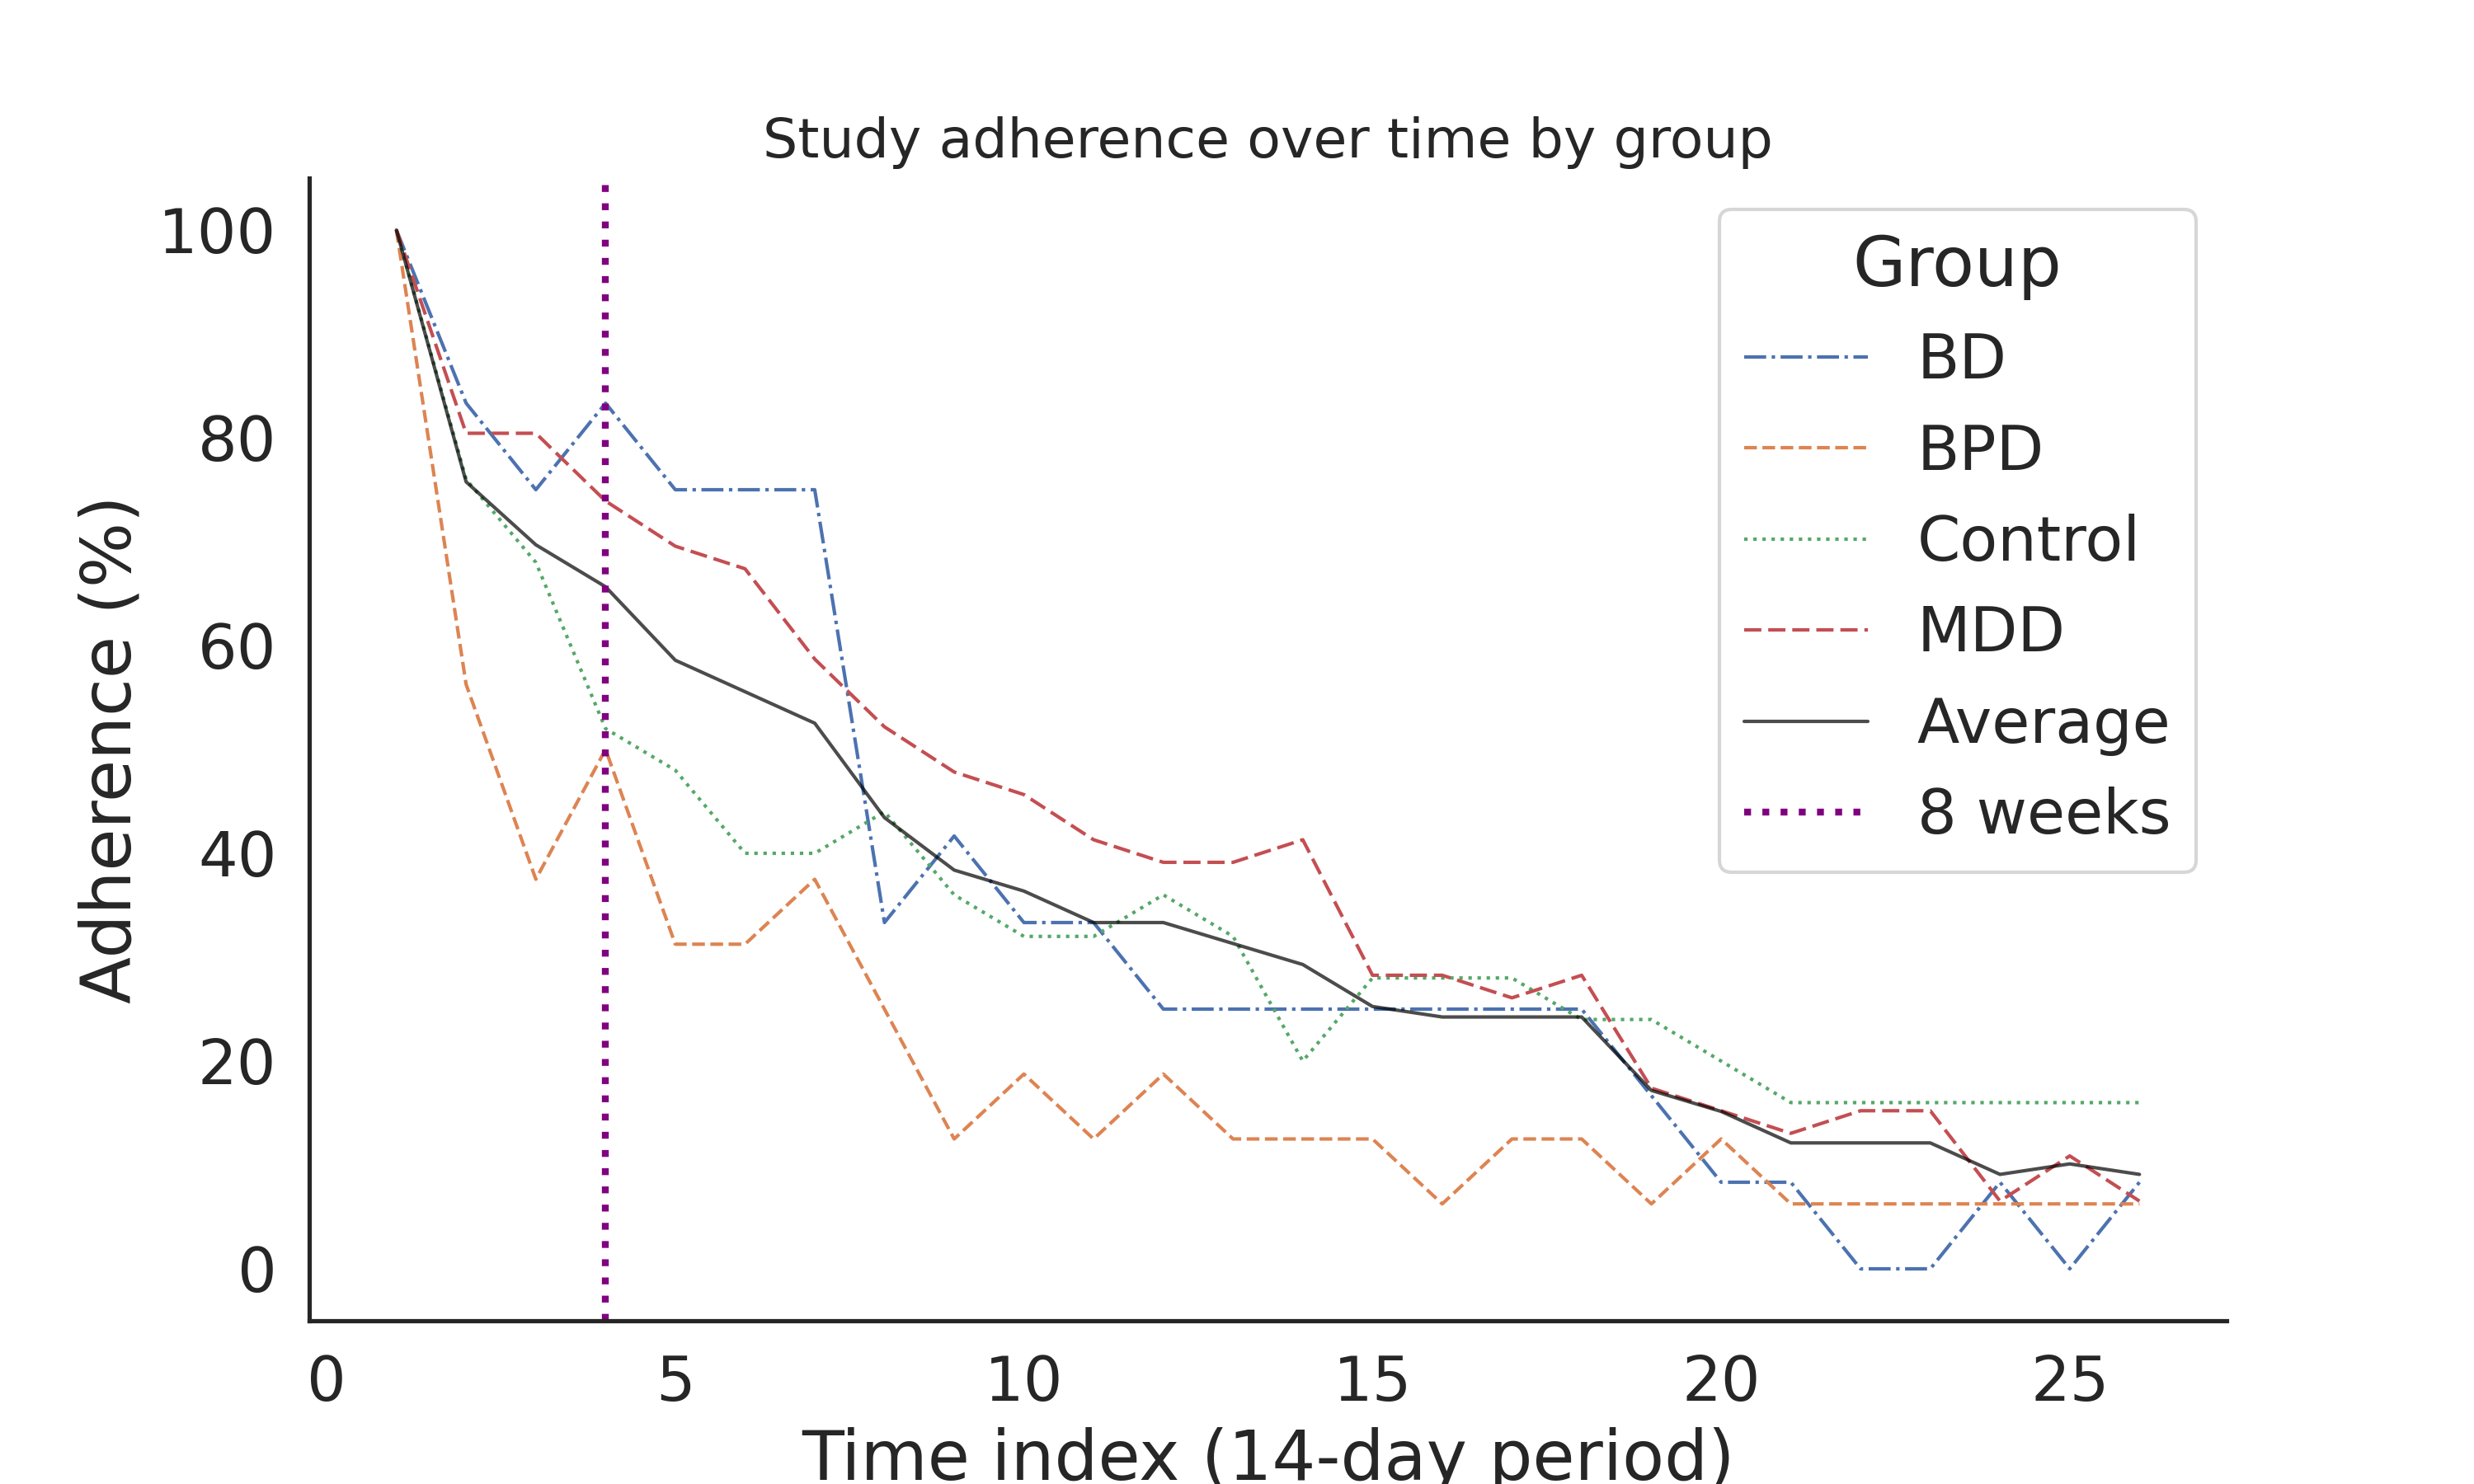 Study adherence over time by group
Adherence (%)
100
80
60
40
20
0
0 5 10 15 20 25
Time index (14-day period)
Group
BD
BPD
Control
MDD
Average
8 weeks